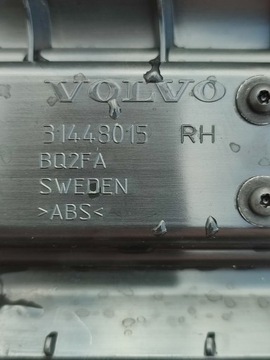 VOLVO
31448015 RH
BQ2FA
SWEDEN
>ABS<